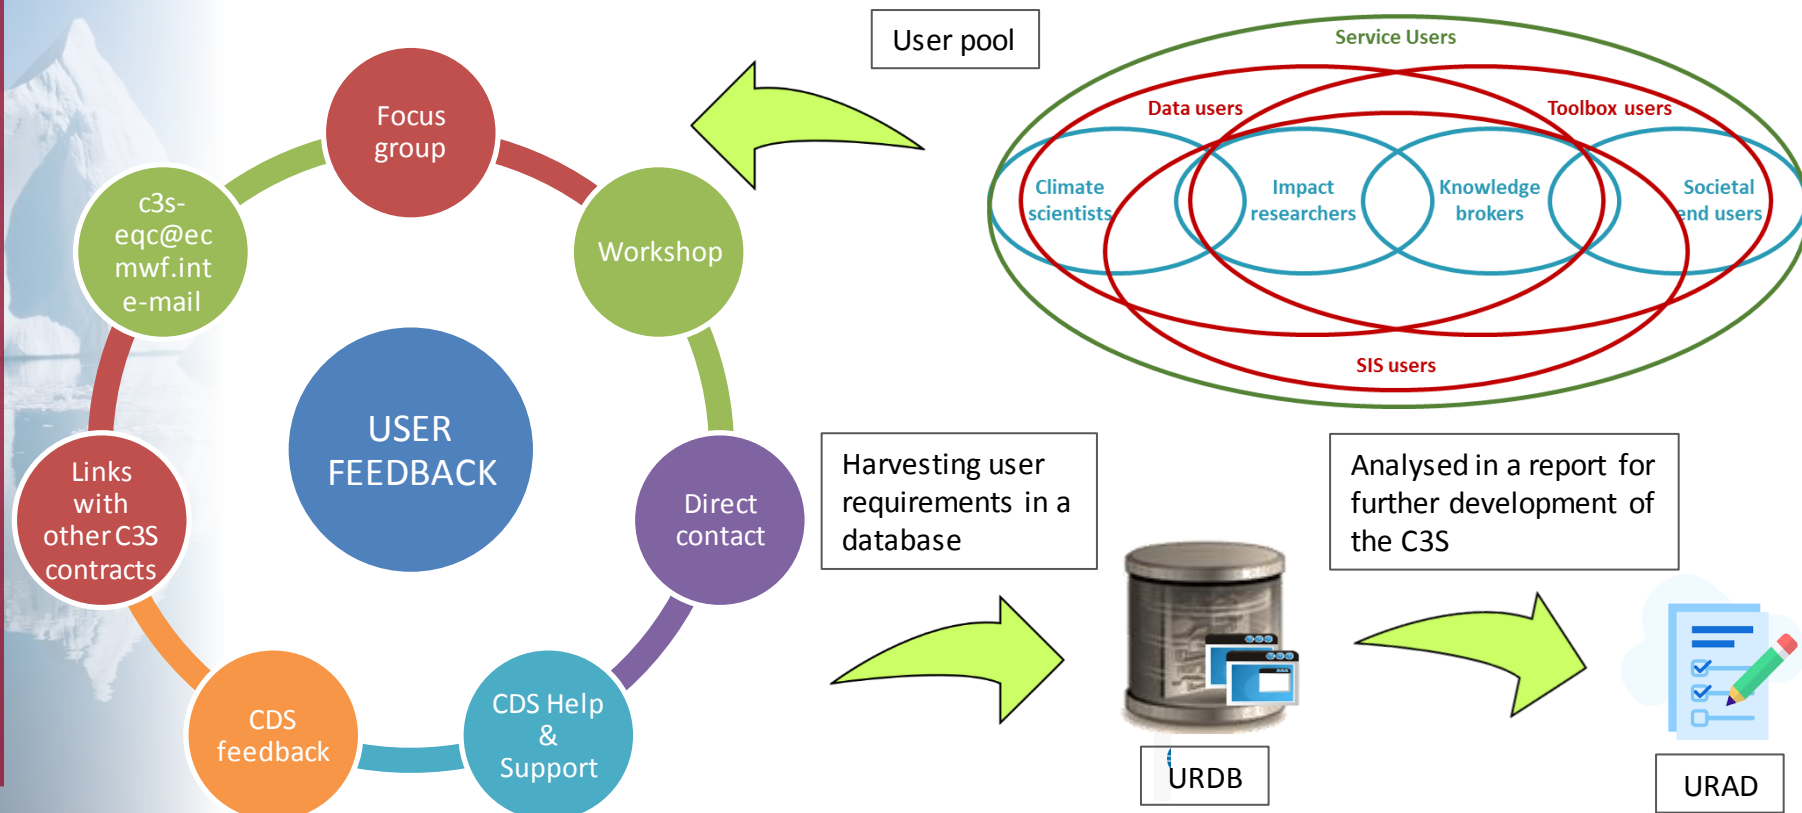 User pool
Service Users
Data users
Toolbox users
Climate
scientists
Impact
researchers
Knowledge
brokers
Societal
end users
SIS users
Focus
group
Workshop
c3s-
eqc@ec
mwf.int
e-mail
USER
FEEDBACK
Direct
contact
Links
with
other C3S
contracts
CDS
feedback
CDS Help
&
Support
Harvesting user
requirements in a
database
URDB
Analysed in a report for
further development of
the C3S
URAD